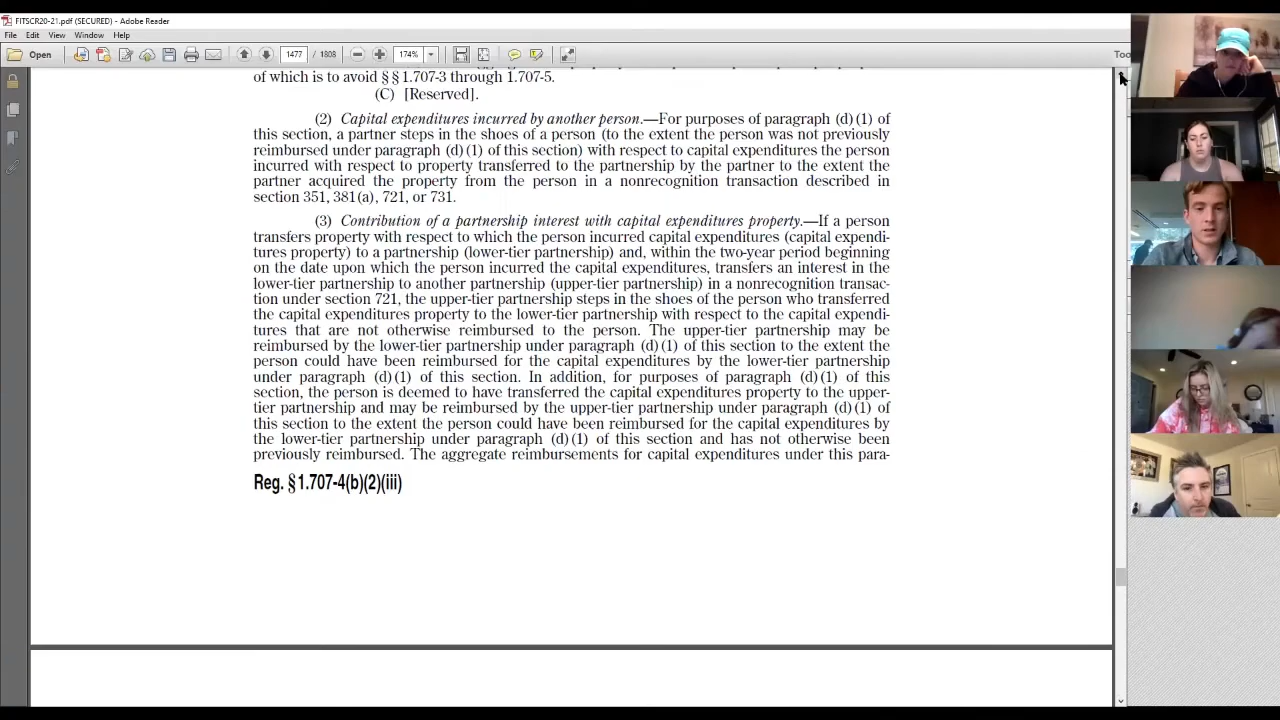 FITSCR20-21.pdf (SECURED) - Adobe Reader
File Edit View Window Help
Open 1477 / 1808 174% Too
of which is to avoid §§1.707-3 through 1.707-5.
(C) [Reserved].
(2) Capital expenditures incurred by another person.—For purposes of paragraph (d)(1) of
this section, a partner steps in the shoes of a person (to the extent the person was not previously
reimbursed under paragraph (d)(1) of this section) with respect to capital expenditures the person
incurred with respect to property transferred to the partnership by the partner to the extent the
partner acquired the property from the person in a nonrecognition transaction described in
section 351, 381(a), 721, or 731.
(3) Contribution of a partnership interest with capital expenditures property.—If a person
transfers property with respect to which the person incurred capital expenditures (capital expendi-
tures property) to a partnership (lower-tier partnership) and, within the two-year period beginning
on the date upon which the person incurred the capital expenditures, transfers an interest in the
lower-tier partnership to another partnership (upper-tier partnership) in a nonrecognition transac-
tion under section 721, the upper-tier partnership steps in the shoes of the person who transferred
the capital expenditures property to the lower-tier partnership with respect to the capital expendi-
tures that are not otherwise reimbursed to the person. The upper-tier partnership may be
reimbursed by the lower-tier partnership under paragraph (d)(1) of this section to the extent the
person could have been reimbursed for the capital expenditures by the lower-tier partnership
under paragraph (d)(1) of this section. In addition, for purposes of paragraph (d)(1) of this
section, the person is deemed to have transferred the capital expenditures property to the upper-
tier partnership and may be reimbursed by the upper-tier partnership under paragraph (d)(1) of
this section to the extent the person could have been reimbursed for the capital expenditures by
the lower-tier partnership under paragraph (d)(1) of this section and has not otherwise been
previously reimbursed. The aggregate reimbursements for capital expenditures under this para-
Reg. §1.707-4(b)(2)(iii)